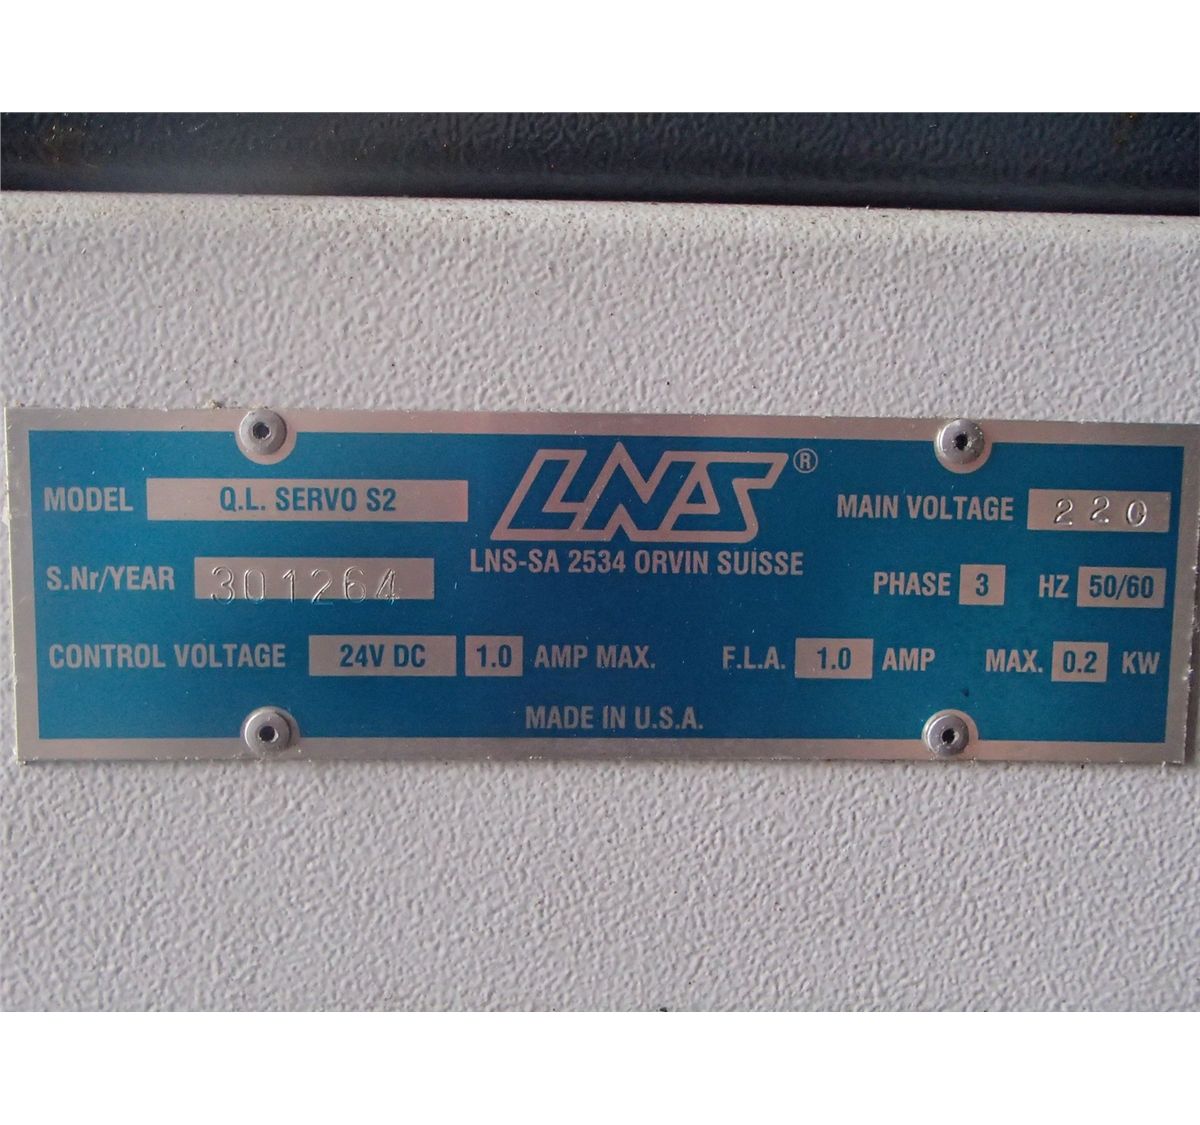 LNS®
MODEL Q.L. SERVO S2
MAIN VOLTAGE 220
LNS-SA 2534 ORVIN SUISSE
S.Nr/YEAR 301264
PHASE 3 HZ 50/60
CONTROL VOLTAGE 24V DC 1.0 AMP MAX. F.L.A. 1.0 AMP MAX. 0.2 KW
MADE IN U.S.A.